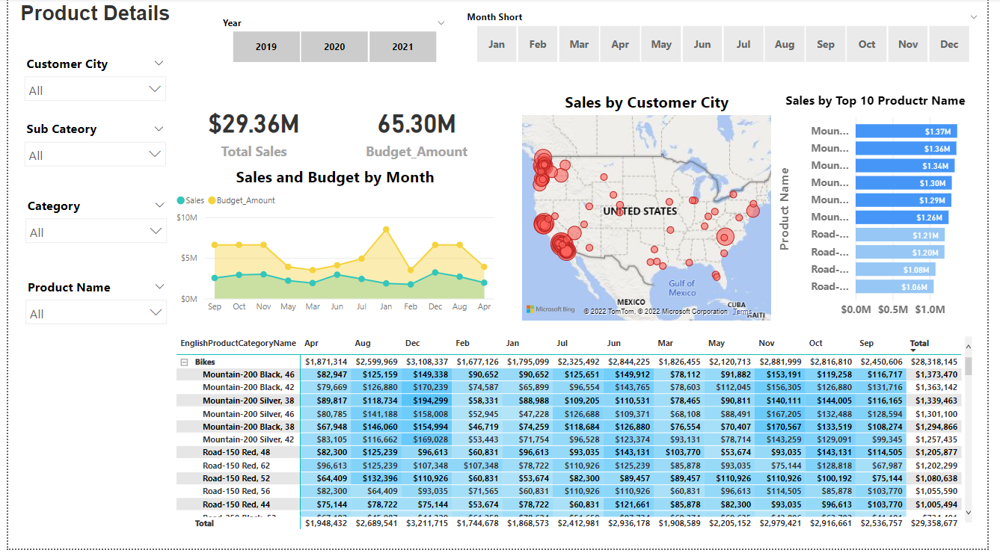 Product Details
Year
2019 2020 2021
Month Short
Jan Feb Mar Apr May Jun Jul Aug Sep Oct Nov Dec
Customer City
All
Sub Cateory
All
Category
All
Product Name
All
$29.36M
Total Sales
65.30M
Budget_Amount
Sales and Budget by Month
Sales Budget_Amount
$10M
$5M
$0M
Sep Oct Nov May Mar Jun Jul Jan Feb Dec Aug Apr
Sales by Customer City
UNITED STATES
Gulf of
Mexico
MEXICO
CUBA
HAITI
Microsoft Bing
© 2022 TomTom, © 2022 Microsoft Corporation Terms
Sales by Top 10 Productr Name
Product Name
Moun... $1.37M
Moun... $1.36M
Moun... $1.34M
Moun... $1.30M
Moun... $1.29M
Moun... $1.26M
Road-... $1.21M
Road-... $1.20M
Road-... $1.08M
Road-... $1.06M
$0.0M $0.5M $1.0M
EnglishProductCategoryName Apr Aug Dec Feb Jan Jul Jun Mar May Nov Oct Sep Total
Bikes $1,871,314 $2,599,969 $3,108,337 $1,677,126 $1,795,099 $2,325,492 $2,844,225 $1,826,455 $2,120,713 $2,881,999 $2,816,810 $2,450,606 $28,318,145
Mountain-200 Black, 46 $82,947 $125,159 $149,338 $90,652 $90,652 $125,651 $149,912 $78,112 $91,882 $153,191 $119,258 $116,717 $1,373,470
Mountain-200 Black, 42 $79,669 $126,880 $170,239 $74,587 $65,899 $96,554 $143,765 $78,603 $112,045 $156,305 $126,880 $131,716 $1,363,142
Mountain-200 Silver, 38 $89,817 $118,734 $194,299 $58,331 $88,988 $109,205 $110,531 $78,465 $90,811 $140,111 $144,005 $116,165 $1,339,463
Mountain-200 Silver, 46 $80,785 $141,188 $158,008 $52,945 $47,228 $126,688 $109,371 $68,108 $88,491 $167,205 $132,488 $128,594 $1,301,100
Mountain-200 Black, 38 $67,948 $146,060 $154,994 $46,719 $74,259 $118,684 $126,880 $76,554 $70,407 $170,567 $133,519 $108,274 $1,294,866
Mountain-200 Silver, 42 $83,105 $116,662 $169,028 $53,443 $71,754 $96,528 $123,374 $93,131 $78,714 $143,259 $129,091 $99,345 $1,257,435
Road-150 Red, 48 $82,300 $125,239 $96,613 $60,831 $96,613 $93,035 $143,131 $103,770 $53,674 $93,035 $143,131 $114,505 $1,205,877
Road-150 Red, 62 $96,613 $125,239 $107,348 $107,348 $78,722 $110,926 $125,239 $85,878 $93,035 $75,144 $128,818 $67,987 $1,202,299
Road-150 Red, 52 $64,409 $132,396 $110,926 $60,831 $53,674 $82,300 $89,457 $89,457 $110,926 $110,926 $100,192 $75,144 $1,080,638
Road-150 Red, 56 $82,300 $64,409 $93,035 $71,565 $60,831 $110,926 $110,926 $60,831 $96,613 $114,505 $85,878 $103,770 $1,055,590
Road-150 Red, 44 $75,144 $78,722 $75,144 $53,674 $78,722 $60,831 $121,661 $85,878 $82,300 $93,035 $96,613 $103,770 $1,005,494
Total $1,948,432 $2,689,541 $3,211,715 $1,744,678 $1,868,573 $2,412,981 $2,936,178 $1,908,589 $2,205,152 $2,979,421 $2,916,661 $2,536,757 $29,358,677